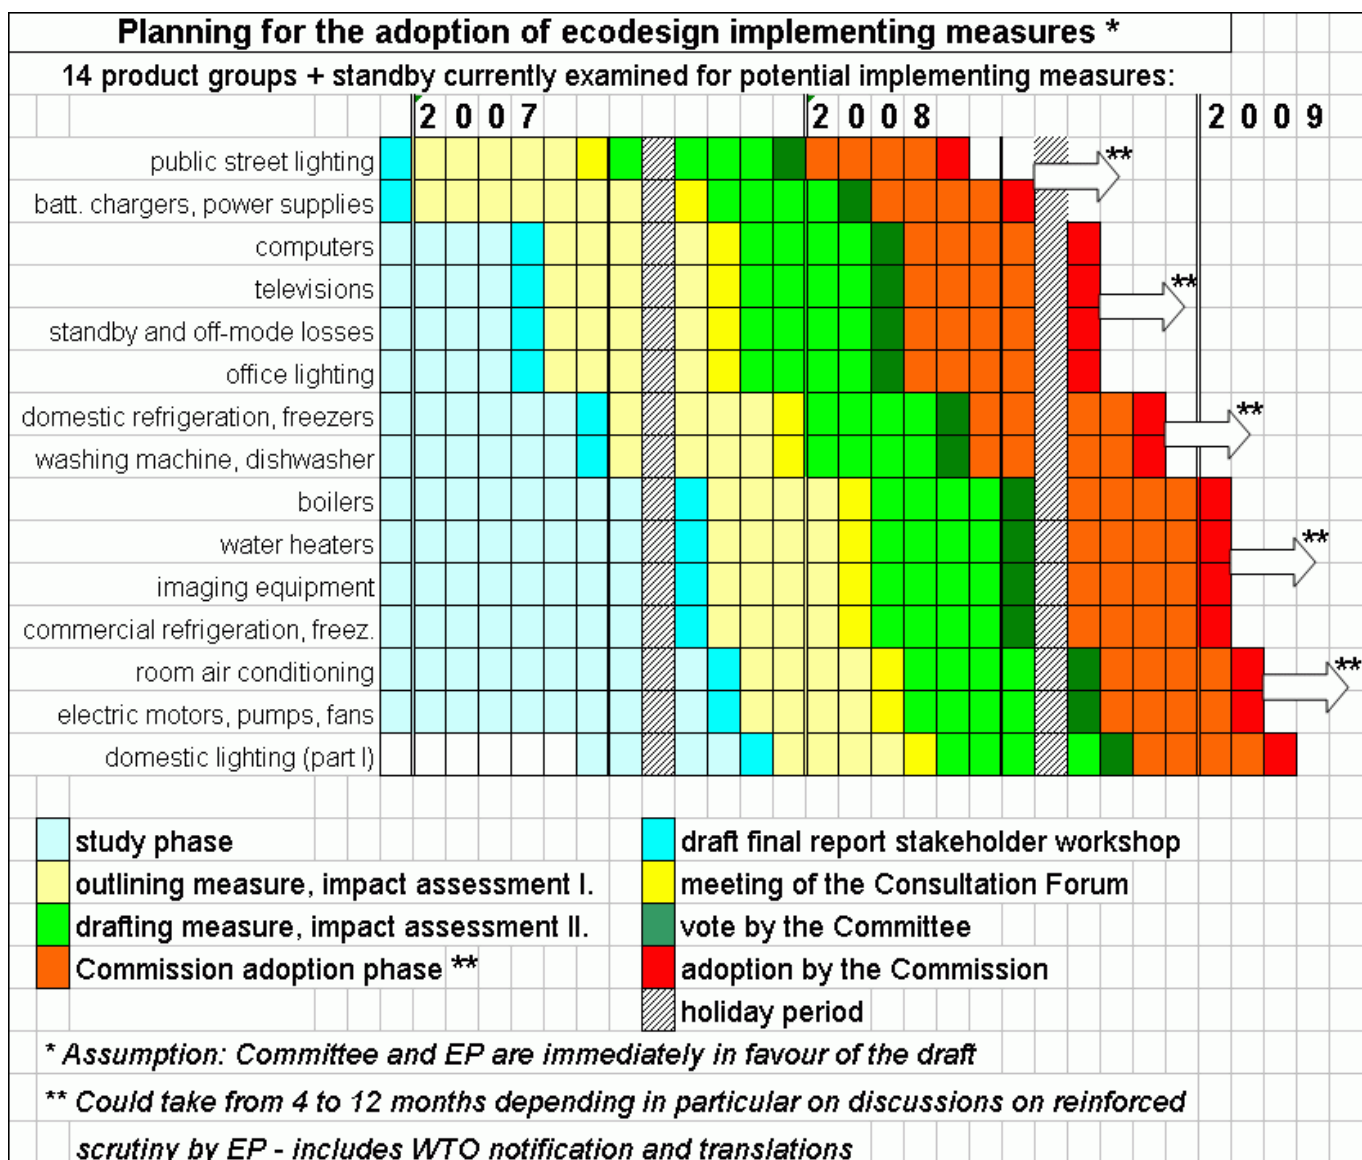 Planning for the adoption of ecodesign implementing measures *
14 product groups + standby currently examined for potential implementing measures:
2 0 0 7 2 0 0 8 2 0 0 9
public street lighting **
batt. chargers, power supplies
computers
televisions **
standby and off-mode losses
office lighting
domestic refrigeration, freezers **
washing machine, dishwasher
boilers
water heaters **
imaging equipment
commercial refrigeration, freez.
room air conditioning **
electric motors, pumps, fans
domestic lighting (part I)
study phase draft final report stakeholder workshop
outlining measure, impact assessment I. meeting of the Consultation Forum
drafting measure, impact assessment II. vote by the Committee
Commission adoption phase ** adoption by the Commission
holiday period
* Assumption: Committee and EP are immediately in favour of the draft
** Could take from 4 to 12 months depending in particular on discussions on reinforced
scrutiny by EP - includes WTO notification and translations